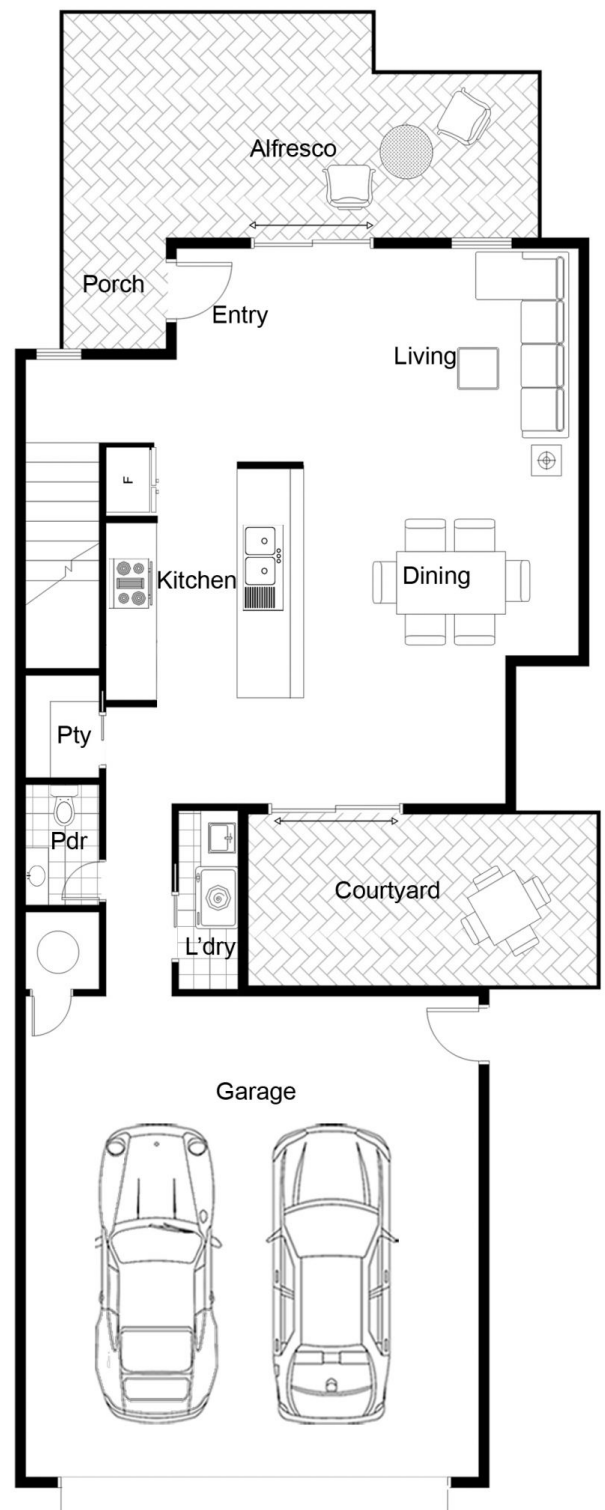 Alfresco
Porch
Entry
Living
F
Kitchen
Dining
Pty
Pdr
Courtyard
L'dry
Garage